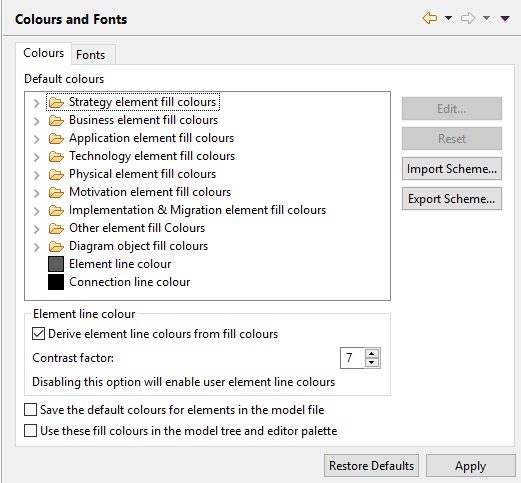 Colours and Fonts
Colours Fonts
Default colours
Strategy element fill colours
Business element fill colours
Application element fill colours
Technology element fill colours
Physical element fill colours
Motivation element fill colours
Implementation & Migration element fill colours
Other element fill Colours
Diagram object fill colours
Element line colour
Connection line colour
Edit...
Reset
Import Scheme...
Export Scheme...
Element line colour
Derive element line colours from fill colours
Contrast factor: 7
Disabling this option will enable user element line colours
Save the default colours for elements in the model file
Use these fill colours in the model tree and editor palette
Restore Defaults Apply